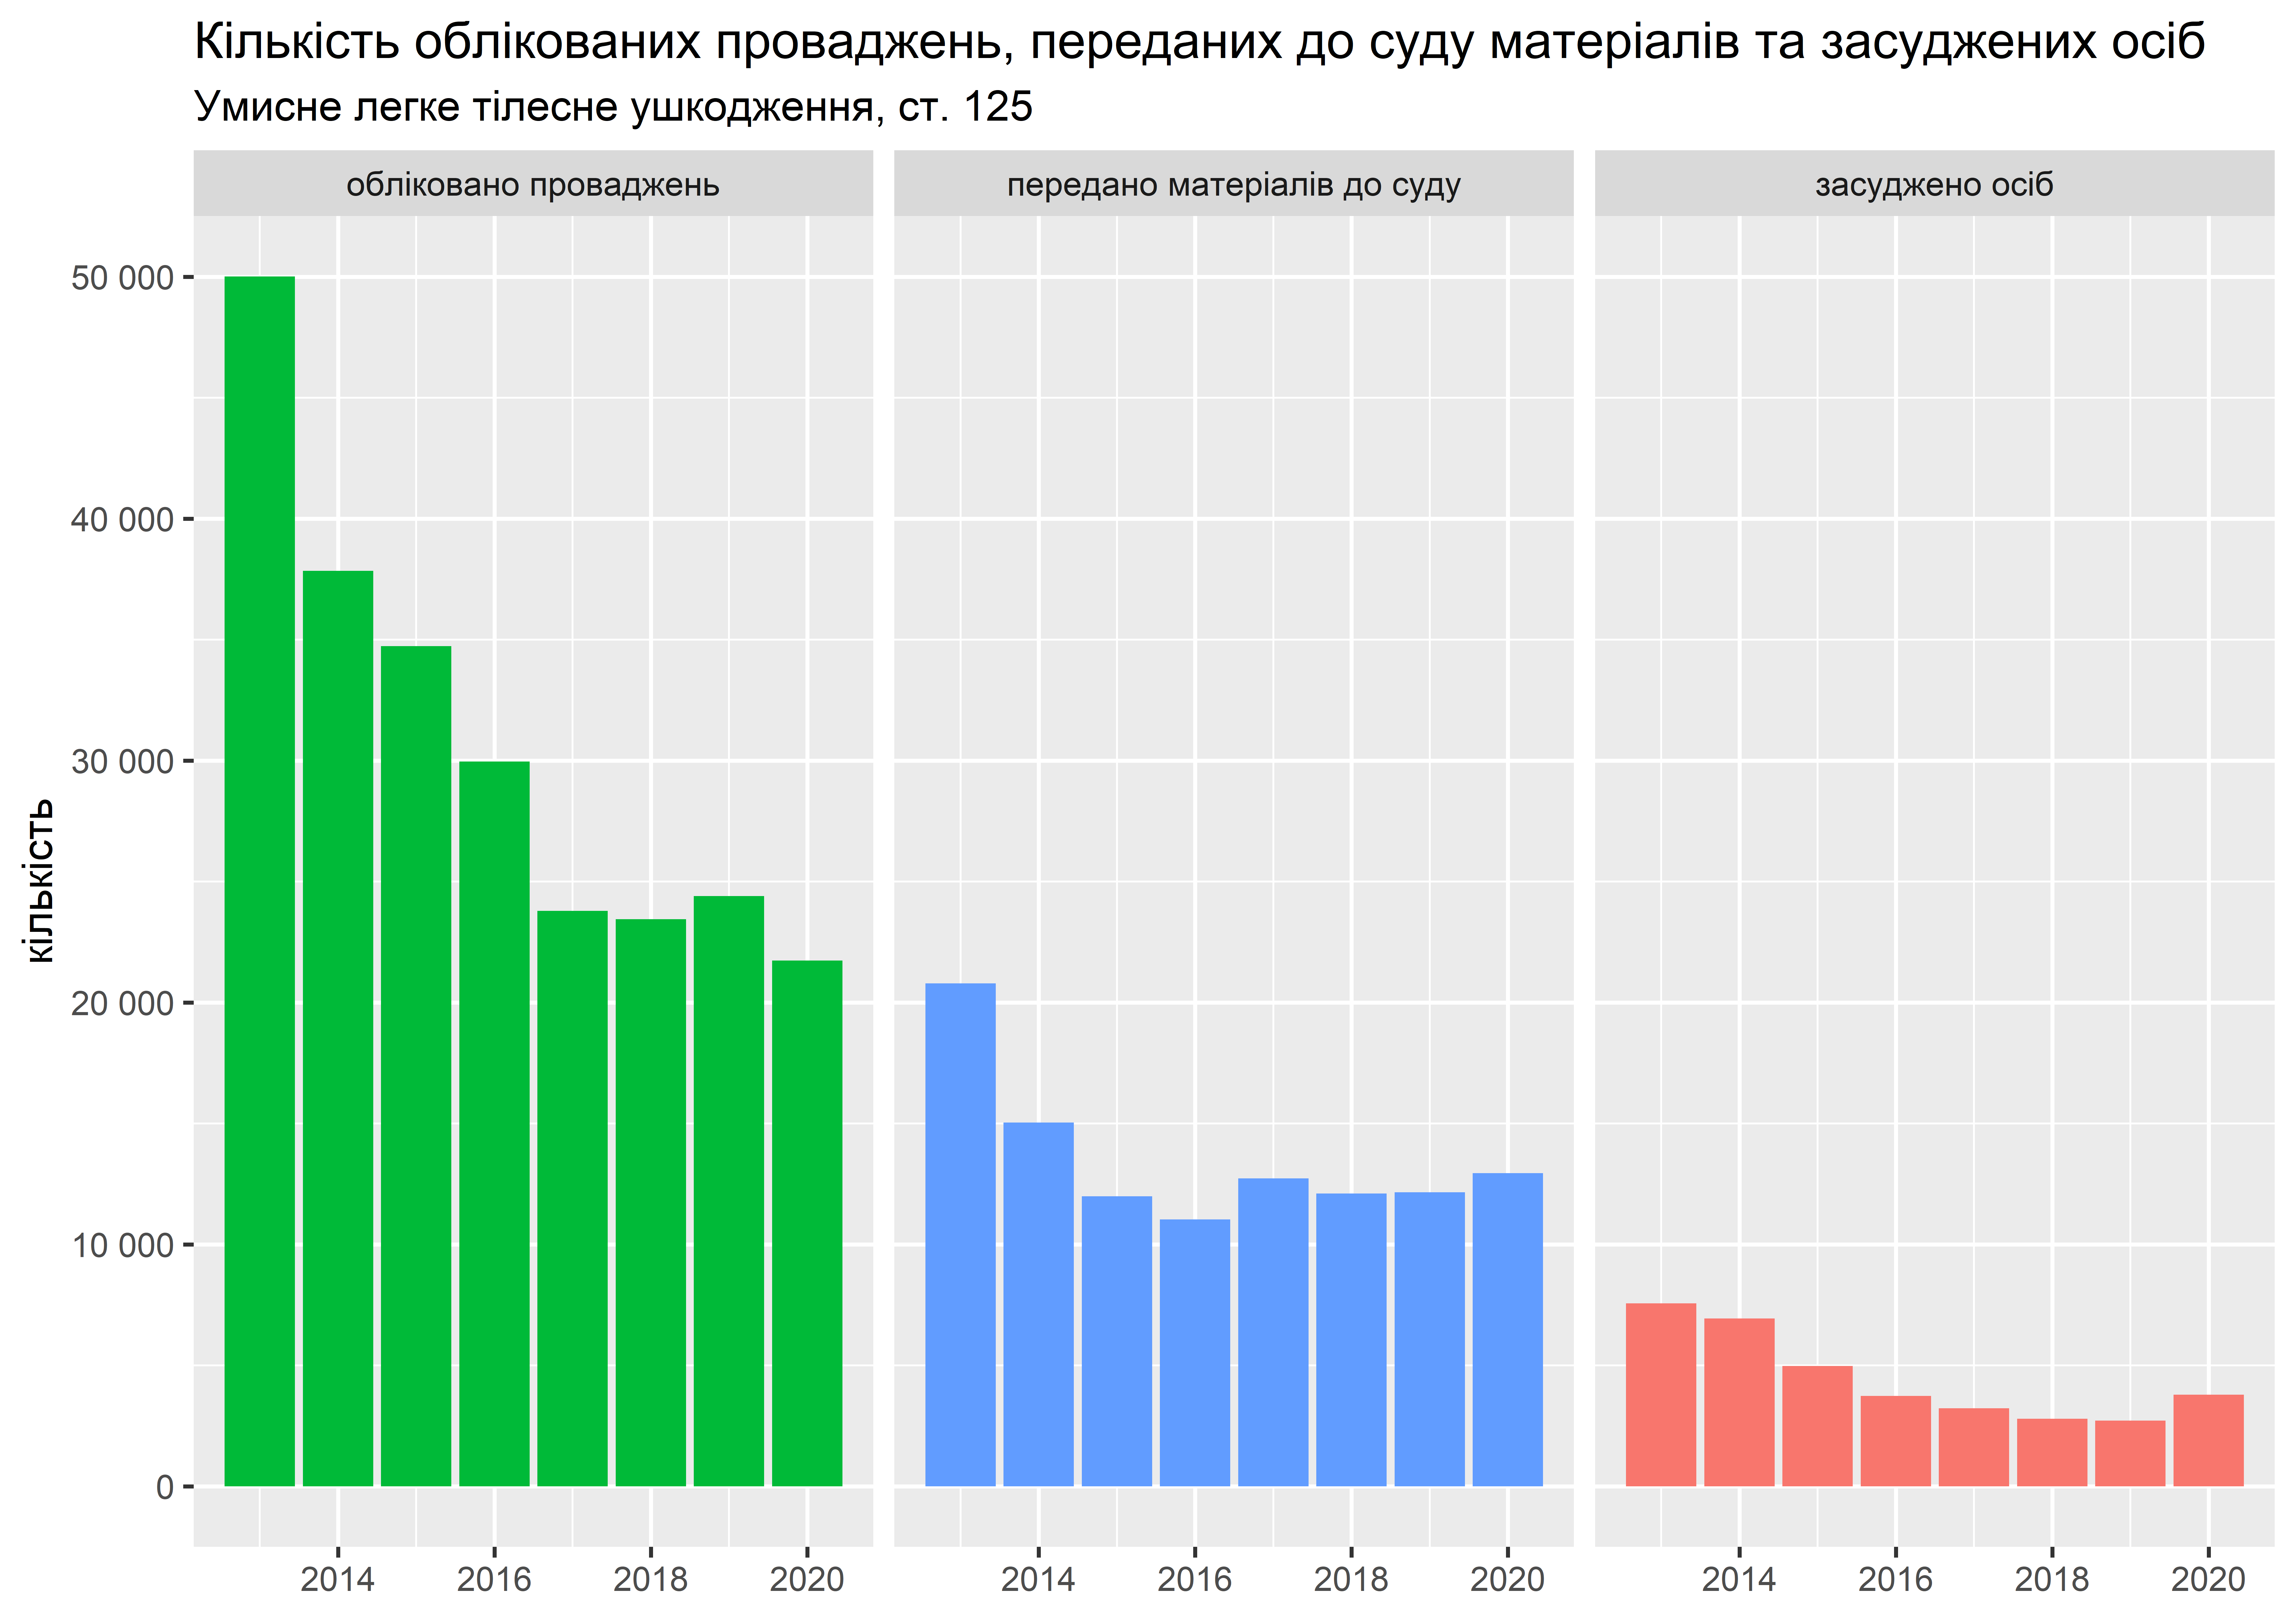 Кількість облікованих проваджень, переданих до суду матеріалів та засуджених осіб
Умисне легке тілесне ушкодження, ст. 125
обліковано проваджень
передано матеріалів до суду
засуджено осіб
кількість
50 000
40 000
30 000
20 000
10 000
0
2014 2016 2018 2020
2014 2016 2018 2020
2014 2016 2018 2020